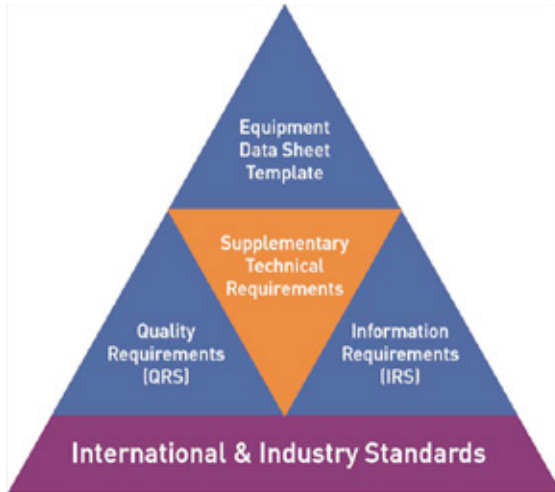 Equipment
Data Sheet
Template
Supplementary
Technical
Requirements
Quality
Requirements
(QRS)
Information
Requirements
(IRS)
International & Industry Standards